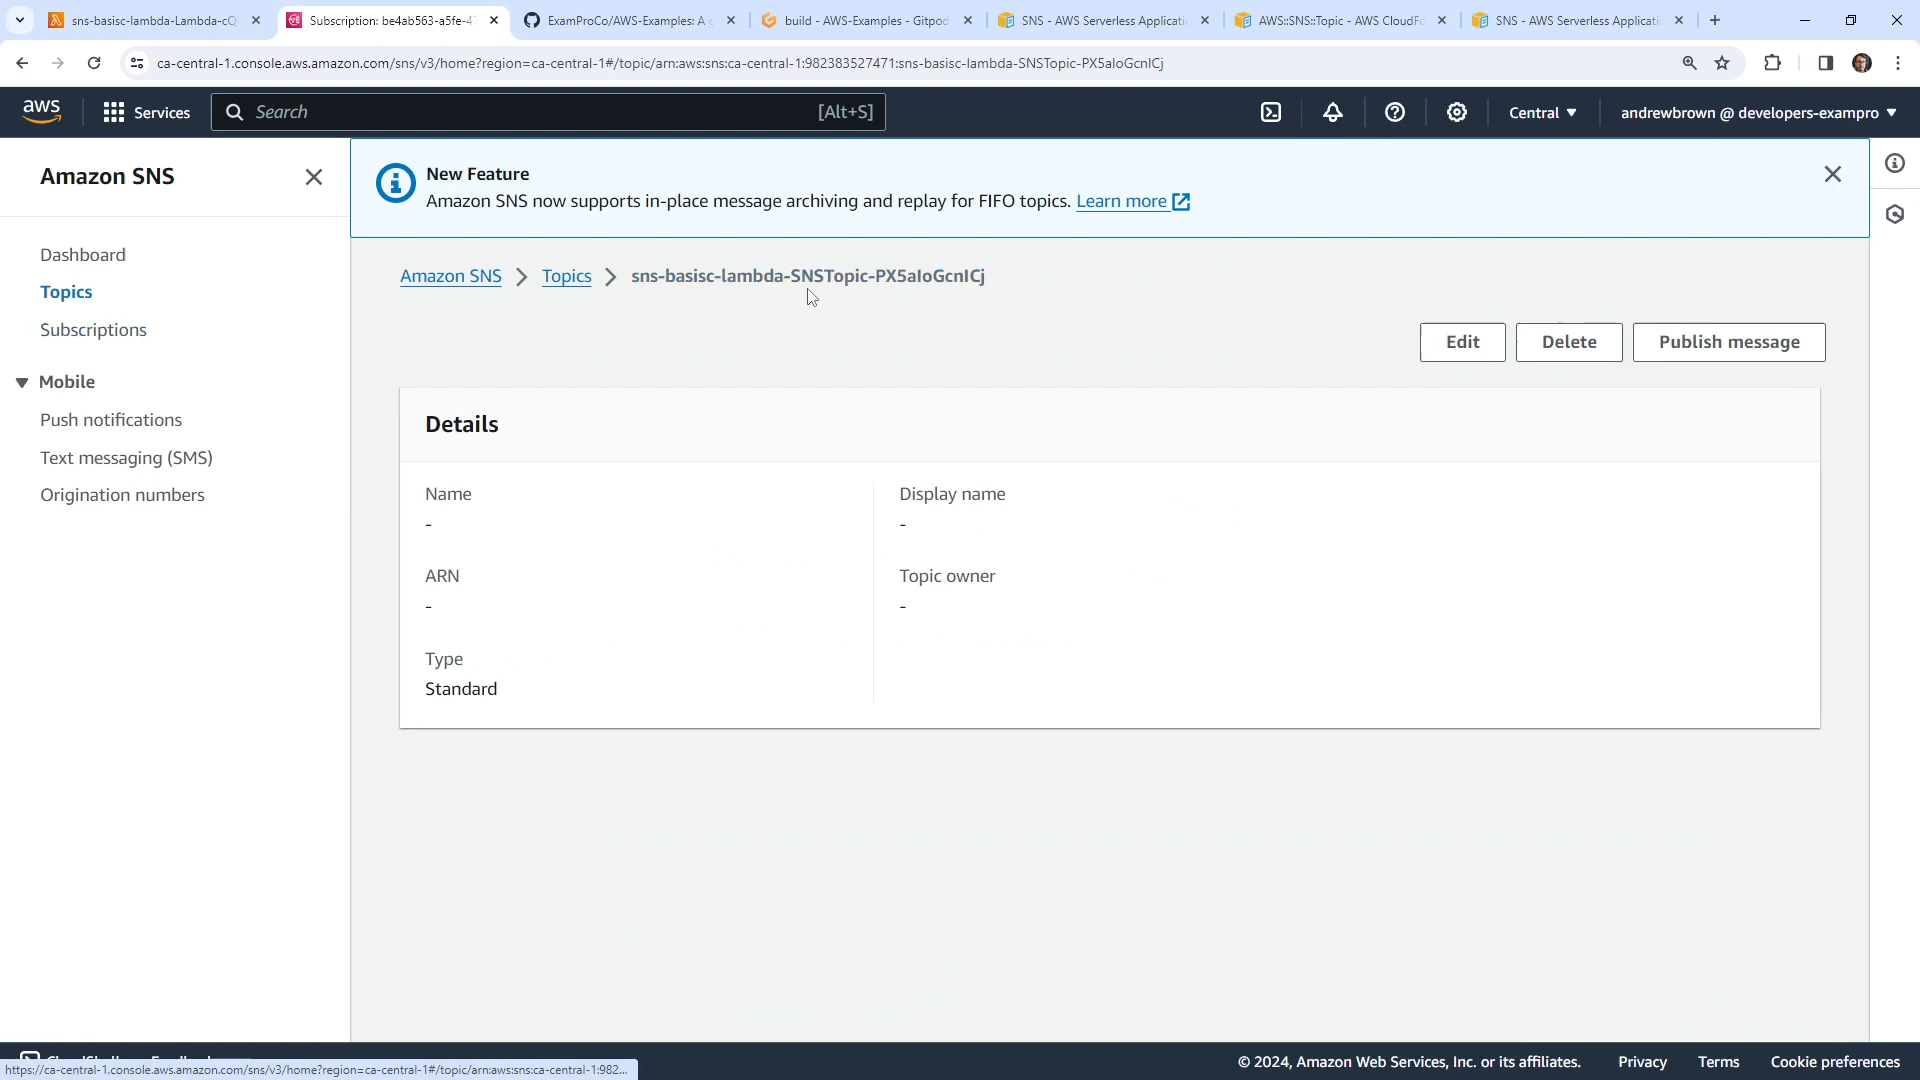 sns-basisc-lambda-Lambda-cQ
Subscription: be4ab563-a5fe-47
ExamProCo/AWS-Examples: A c
build - AWS-Examples - Gitpod
SNS - AWS Serverless Applicati
AWS::SNS::Topic - AWS CloudFo
SNS - AWS Serverless Applicati
ca-central-1.console.aws.amazon.com/sns/v3/home?region=ca-central-1#/topic/arn:aws:sns:ca-central-1:982383527471:sns-basisc-lambda-SNSTopic-PX5aIoGcnICj
aws
Services
Search
[Alt+S]
Central
andrewbrown @ developers-exampro
Amazon SNS
Dashboard
Topics
Subscriptions
Mobile
Push notifications
Text messaging (SMS)
Origination numbers
New Feature
Amazon SNS now supports in-place message archiving and replay for FIFO topics. Learn more
Amazon SNS
Topics
sns-basisc-lambda-SNSTopic-PX5aIoGcnICj
Edit
Delete
Publish message
Details
Name
-
ARN
-
Type
Standard
Display name
-
Topic owner
-
https://ca-central-1.console.aws.amazon.com/sns/v3/home?region=ca-central-1#/topic/arn:aws:sns:ca-central-1:982...
© 2024, Amazon Web Services, Inc. or its affiliates.
Privacy
Terms
Cookie preferences